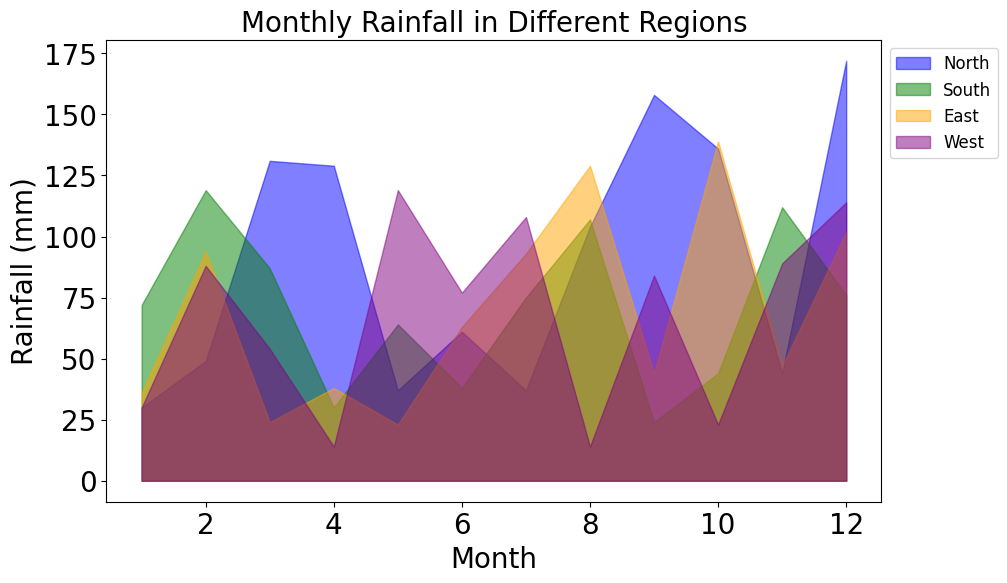 Monthly Rainfall in Different Regions
175
150
125
100
75
50
25
0
Rainfall (mm)
2 4 6 8 10 12
Month
North
South
East
West